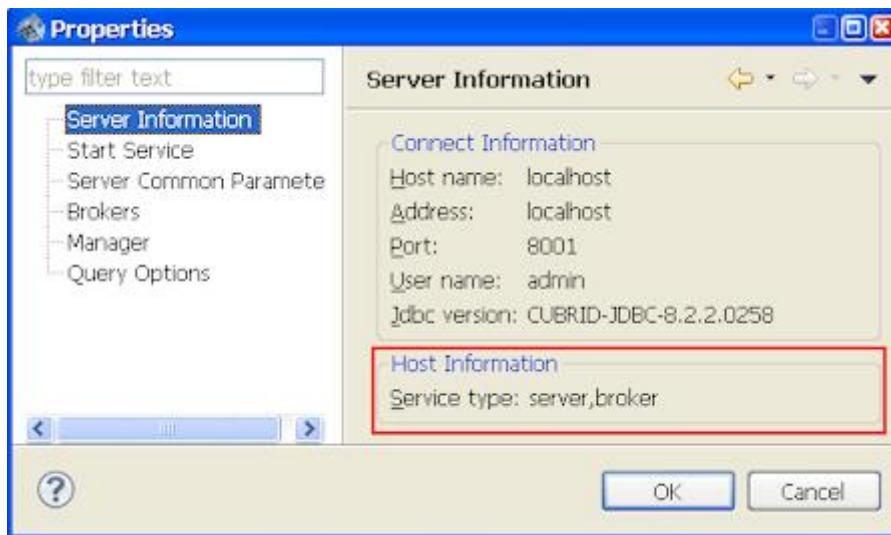 Properties
type filter text
Server Information
Start Service
Server Common Paramete
Brokers
Manager
Query Options
Server Information
Connect Information
Host name: localhost
Address: localhost
Port: 8001
User name: admin
Jdbc version: CUBRID-JDBC-8.2.2.0258
Host Information
Service type: server,broker
?
OK
Cancel